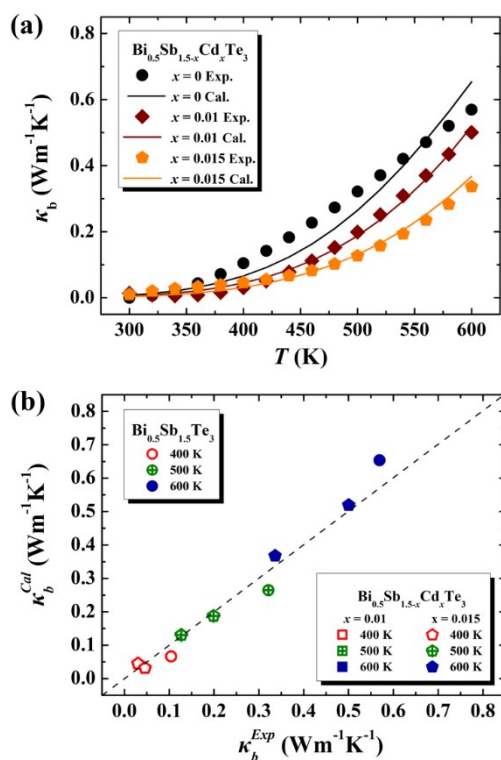 (a)
Bi₀.₅Sb₁.₅₋ₓCdₓTe₃
x = 0 Exp.
x = 0 Cal.
x = 0.01 Exp.
x = 0.01 Cal.
x = 0.015 Exp.
x = 0.015 Cal.
κb (Wm⁻¹K⁻¹)
0.6
0.4
0.2
0.0
300 350 400 450 500 550 600
T (K)
(b)
Bi₀.₅Sb₁.₅Te₃
400 K
500 K
600 K
κb^Cal (Wm⁻¹K⁻¹)
0.8
0.7
0.6
0.5
0.4
0.3
0.2
0.1
0.0
Bi₀.₅Sb₁.₅₋ₓCdₓTe₃
x = 0.01 x = 0.015
400 K 400 K
500 K 500 K
600 K 600 K
0.0 0.1 0.2 0.3 0.4 0.5 0.6 0.7 0.8
κb^Exp (Wm⁻¹K⁻¹)